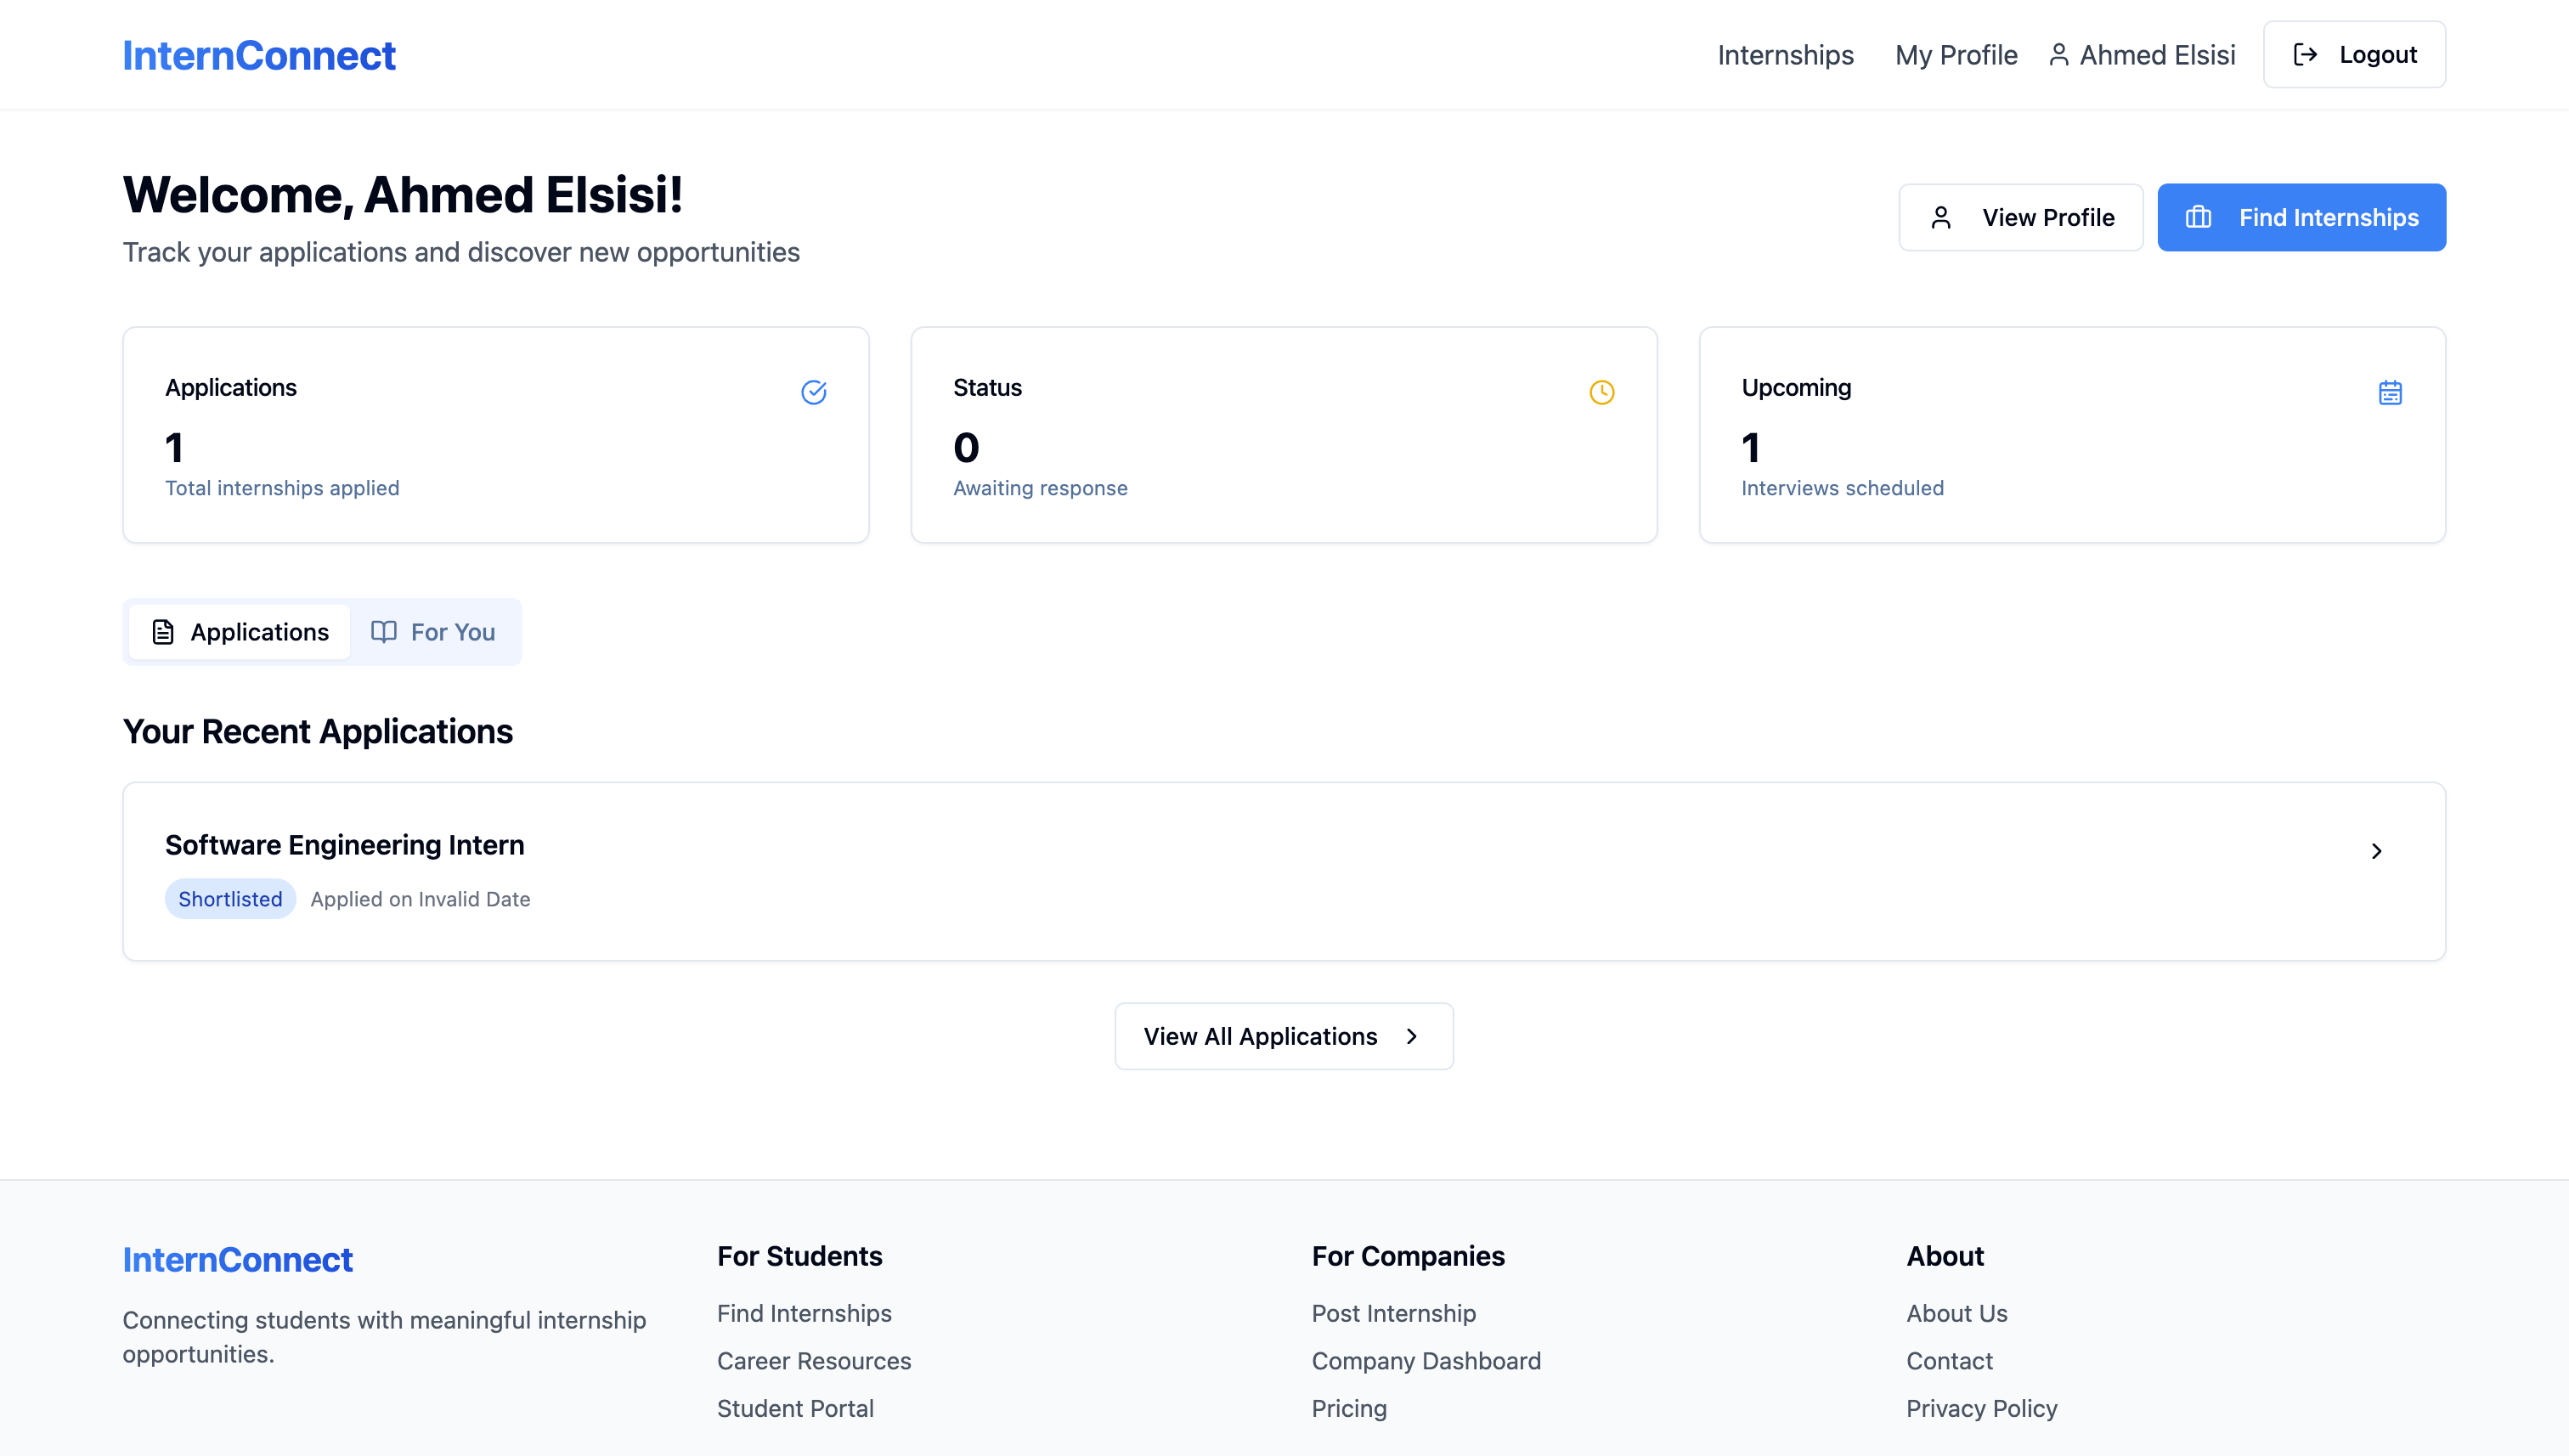 InternConnect
Internships
My Profile
Ahmed Elsisi
Logout
Welcome, Ahmed Elsisi!
Track your applications and discover new opportunities
View Profile
Find Internships
Applications
1
Total internships applied
Status
0
Awaiting response
Upcoming
1
Interviews scheduled
Applications
For You
Your Recent Applications
Software Engineering Intern
Shortlisted
Applied on Invalid Date
View All Applications
InternConnect
Connecting students with meaningful internship
opportunities.
For Students
Find Internships
Career Resources
Student Portal
For Companies
Post Internship
Company Dashboard
Pricing
About
About Us
Contact
Privacy Policy